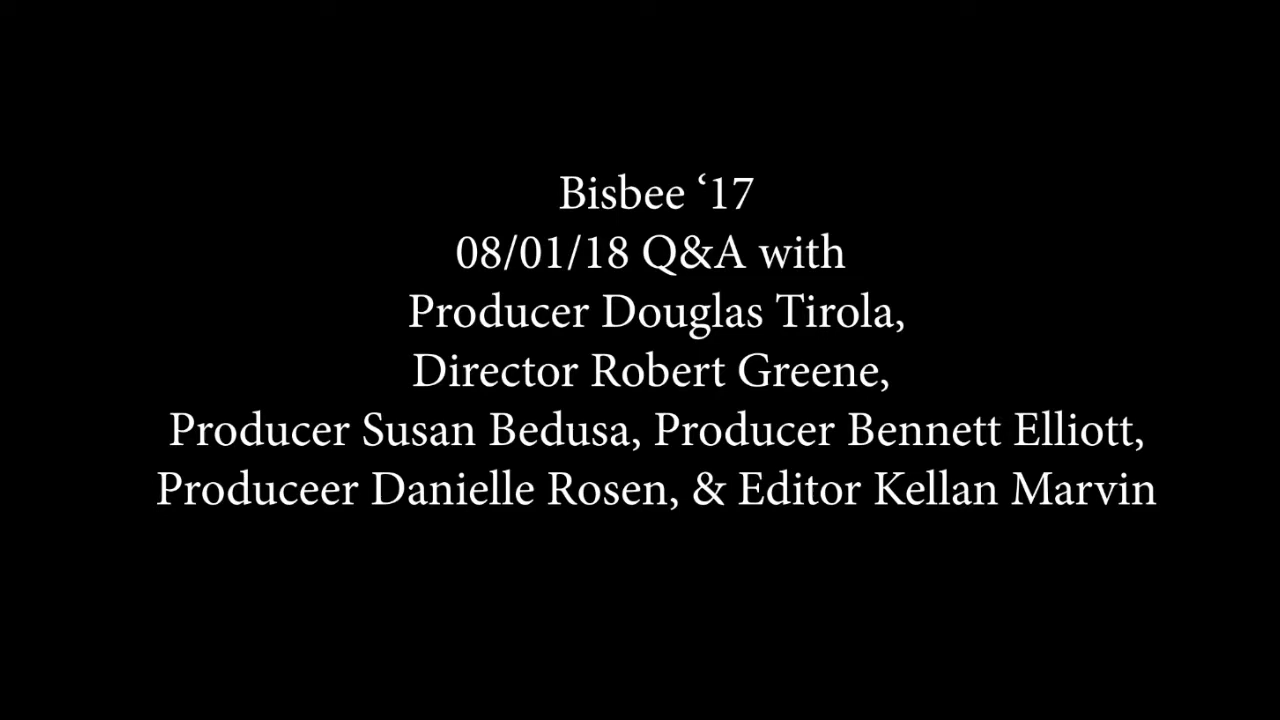 Bisbee ‘17
08/01/18 Q&A with
Producer Douglas Tirola,
Director Robert Greene,
Producer Susan Bedusa, Producer Bennett Elliott,
Produceer Danielle Rosen, & Editor Kellan Marvin